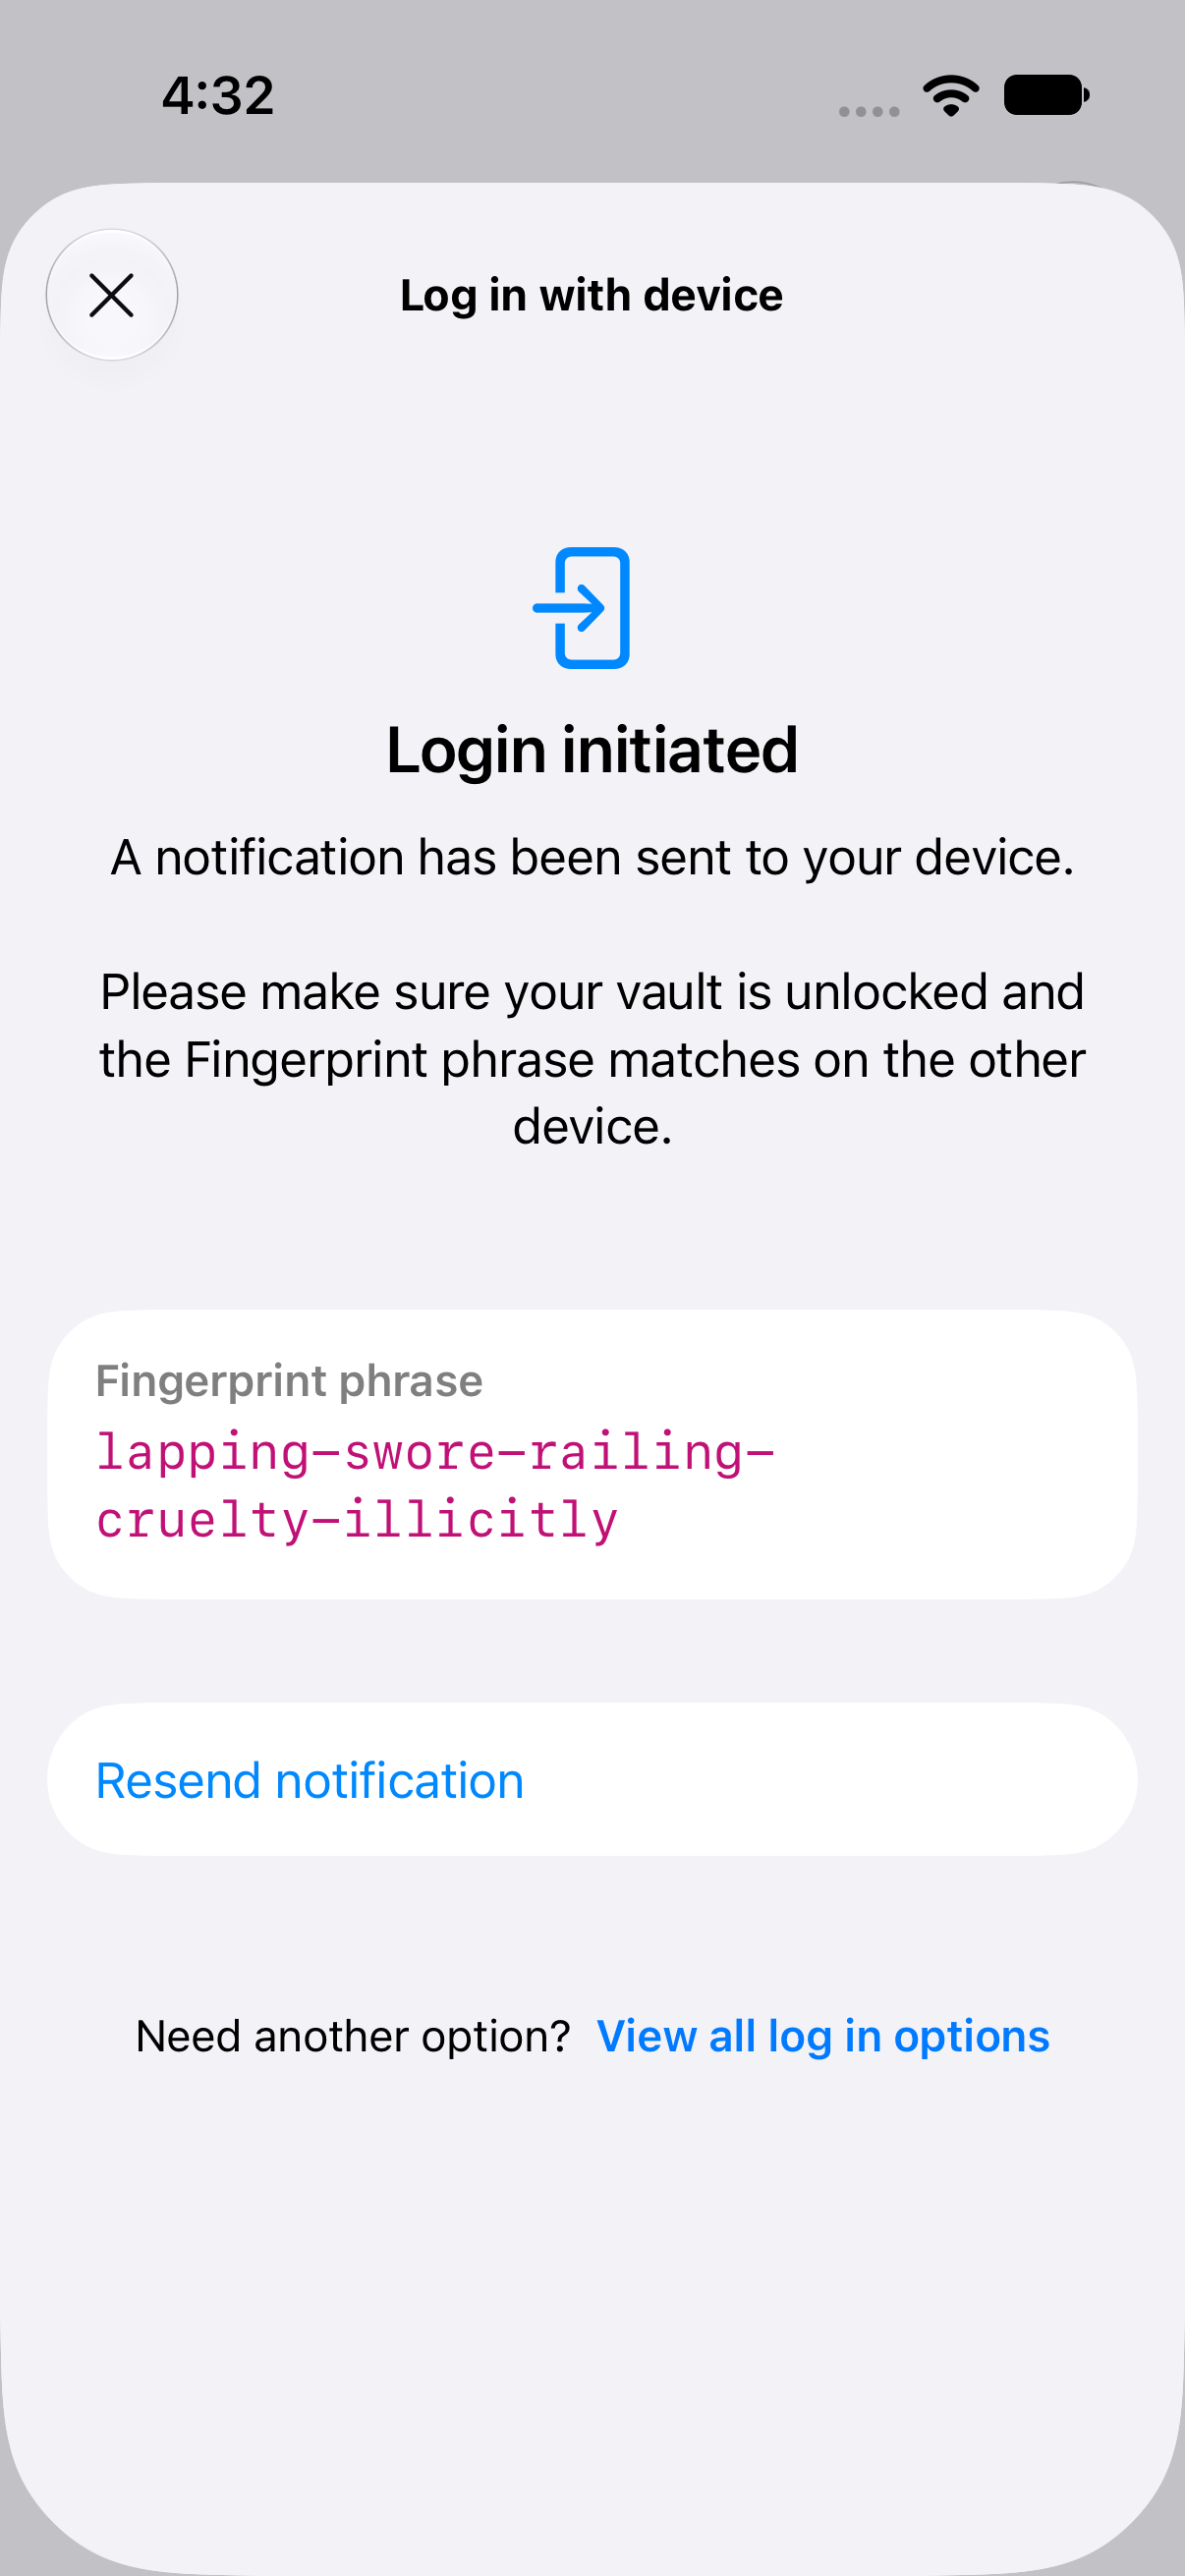 4:32
Log in with device
Login initiated
A notification has been sent to your device.
Please make sure your vault is unlocked and
the Fingerprint phrase matches on the other
device.
Fingerprint phrase
lapping-swore-railing-
cruelty-illicitly
Resend notification
Need another option? View all log in options